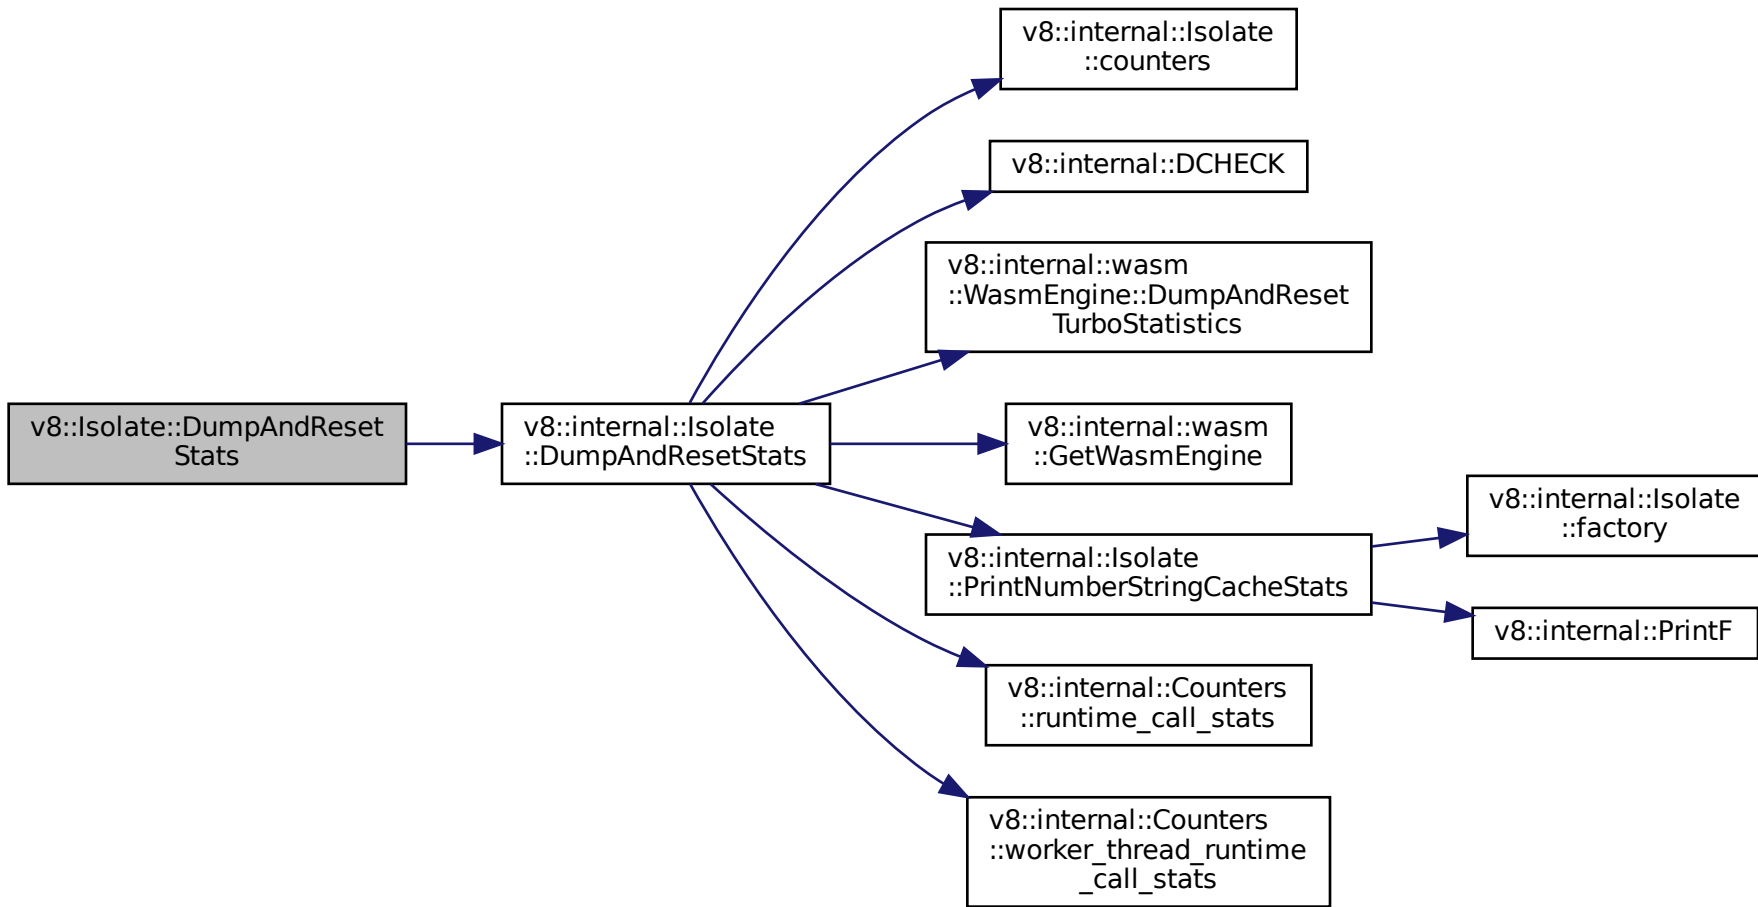 v8::Isolate::DumpAndReset
Stats
v8::internal::Isolate
::DumpAndResetStats
v8::internal::Isolate
::counters
v8::internal::DCHECK
v8::internal::wasm
::WasmEngine::DumpAndReset
TurboStatistics
v8::internal::wasm
::GetWasmEngine
v8::internal::Isolate
::PrintNumberStringCacheStats
v8::internal::Counters
::runtime_call_stats
v8::internal::Counters
::worker_thread_runtime
_call_stats
v8::internal::Isolate
::factory
v8::internal::PrintF